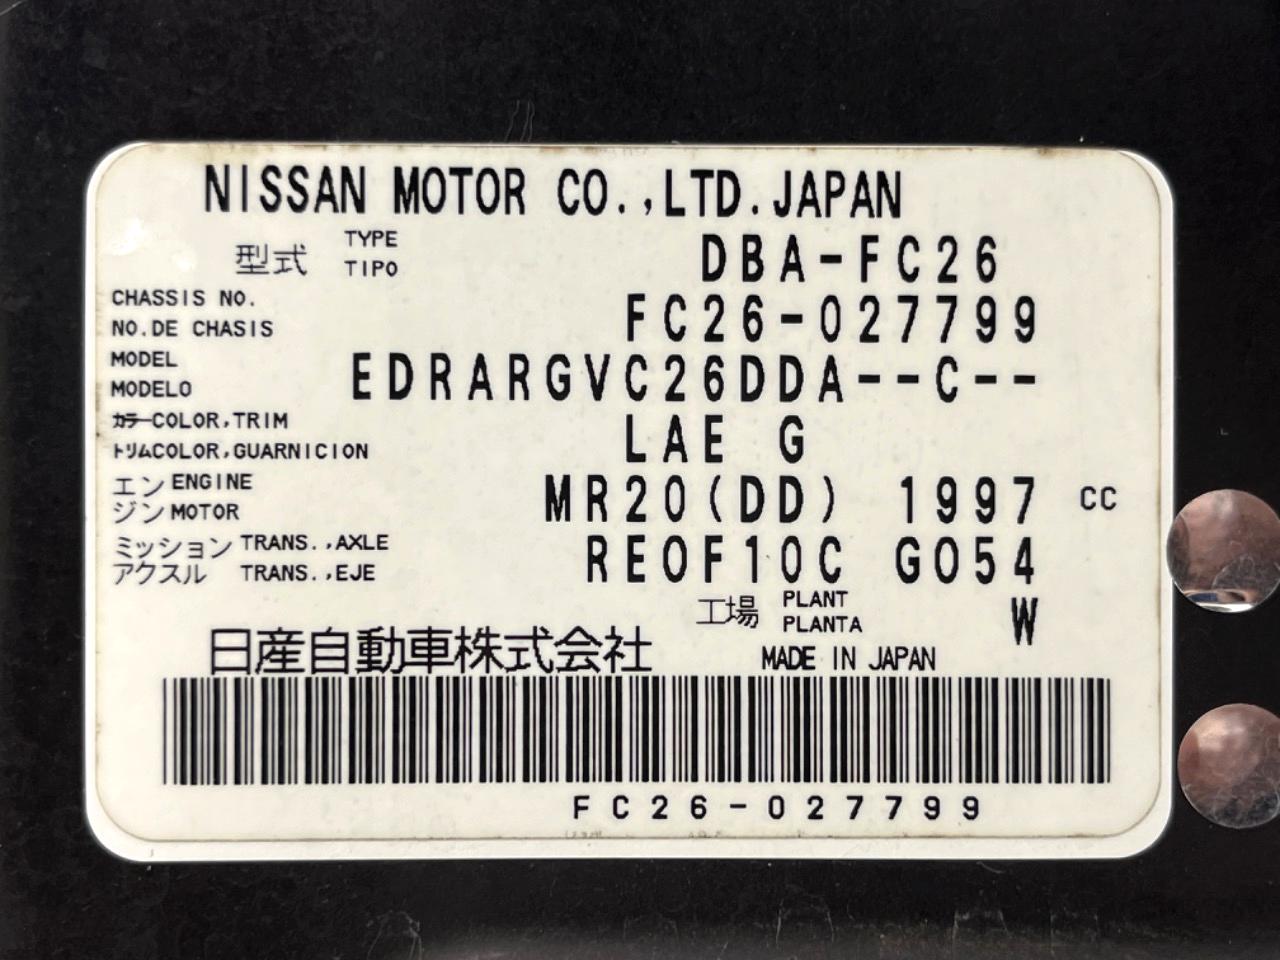 NISSAN MOTOR CO.,LTD.JAPAN
型式 TYPE TIPO DBA-FC26
CHASSIS NO.
NO.DE CHASIS FC26-027799
MODEL
MODELO EDRARGVC26DDA--C--
カラーCOLOR,TRIM
トリムCOLOR,GUARNICION LAE G
エンジン ENGINE MOTOR MR20(DD) 1997 CC
ミッション TRANS.,AXLE
アクスル TRANS.,EJE RE0F10C G054
工場 PLANT PLANTA W
日産自動車株式会社 MADE IN JAPAN
FC26-027799